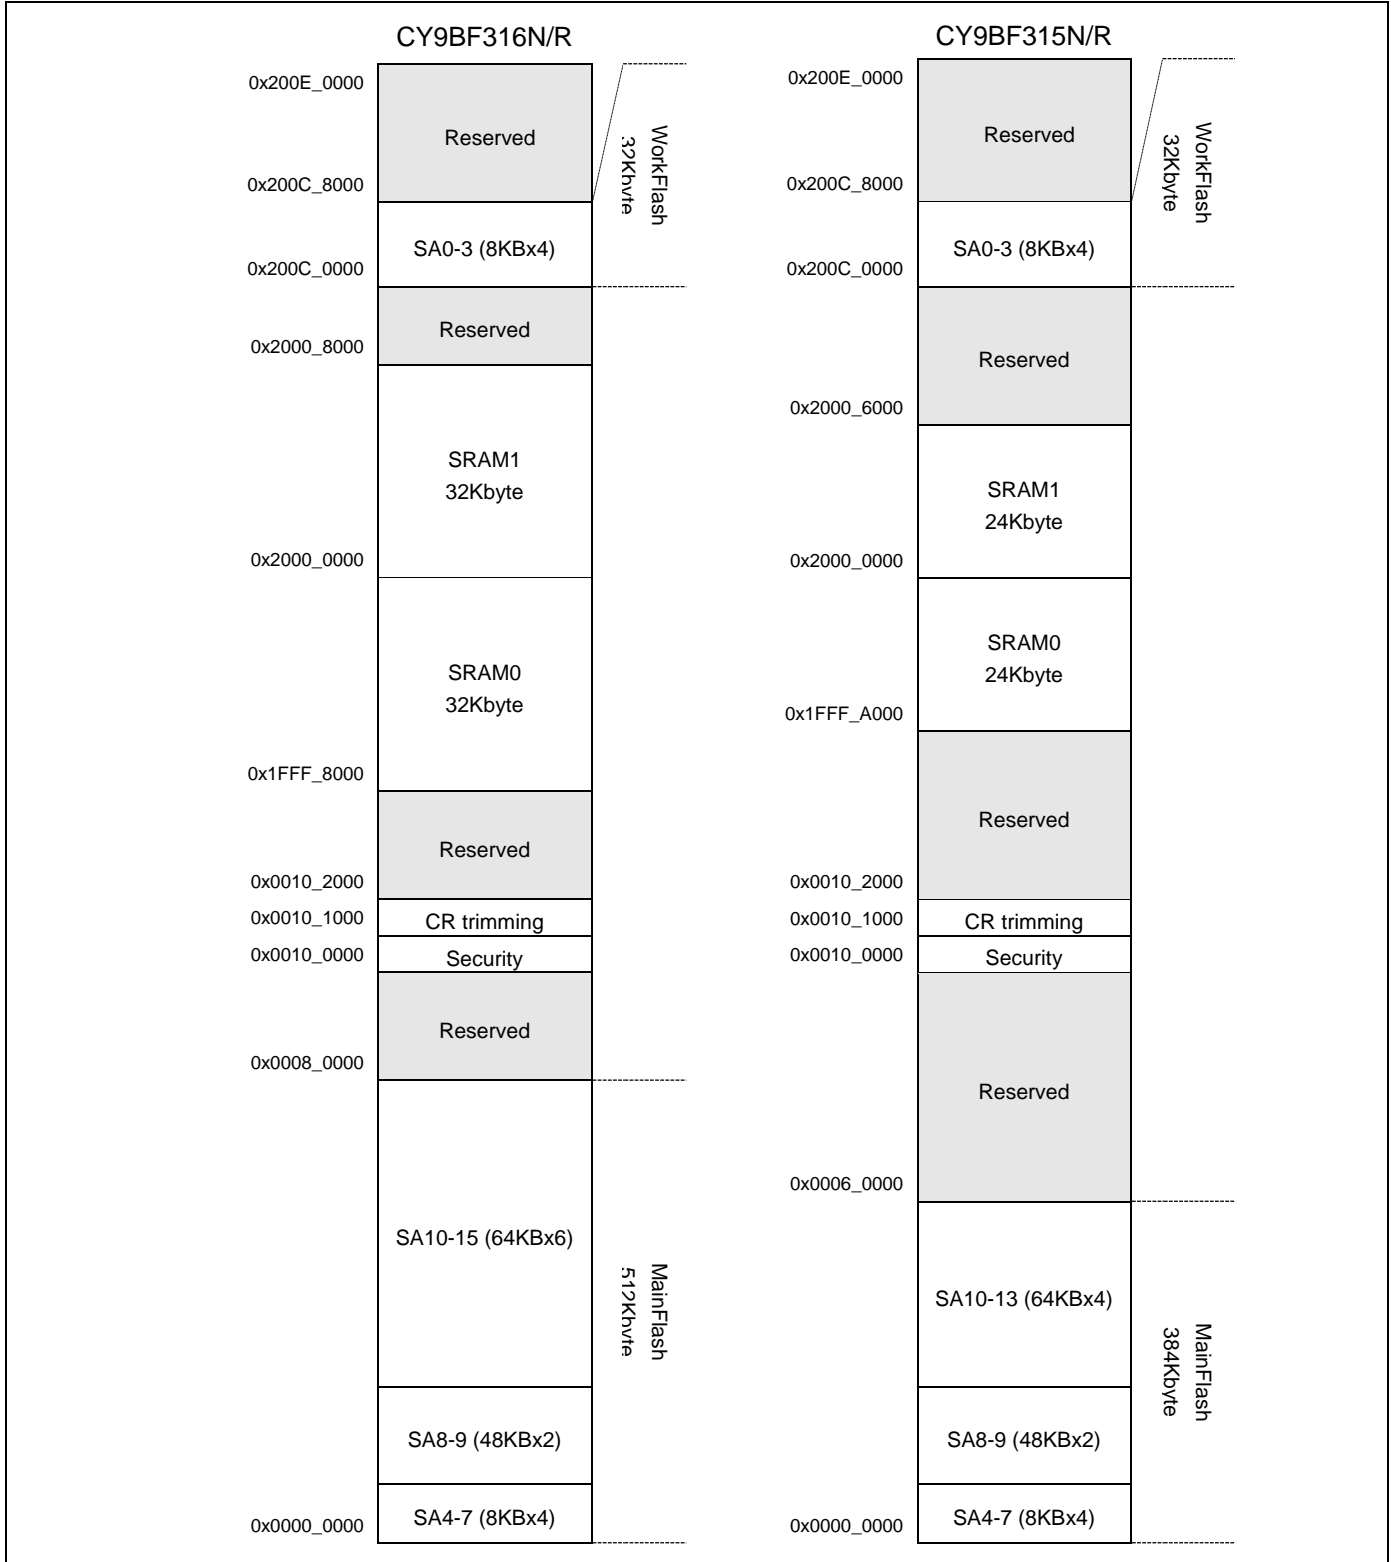 CY9BF316N/R
0x200E_0000
Reserved
0x200C_8000
SA0-3 (8KBx4)
0x200C_0000
Reserved
0x2000_8000
SRAM1
32Kbyte
0x2000_0000
SRAM0
32Kbyte
0x1FFF_8000
Reserved
0x0010_2000
0x0010_1000
CR trimming
0x0010_0000
Security
Reserved
0x0008_0000
SA10-15 (64KBx6)
SA8-9 (48KBx2)
SA4-7 (8KBx4)
0x0000_0000
WorkFlash
32Kbyte
MainFlash
512Kbyte
CY9BF315N/R
0x200E_0000
Reserved
0x200C_8000
SA0-3 (8KBx4)
0x200C_0000
Reserved
0x2000_6000
SRAM1
24Kbyte
0x2000_0000
SRAM0
24Kbyte
0x1FFF_A000
Reserved
0x0010_2000
0x0010_1000
CR trimming
0x0010_0000
Security
Reserved
0x0006_0000
SA10-13 (64KBx4)
SA8-9 (48KBx2)
SA4-7 (8KBx4)
0x0000_0000
WorkFlash
32Kbyte
MainFlash
384Kbyte